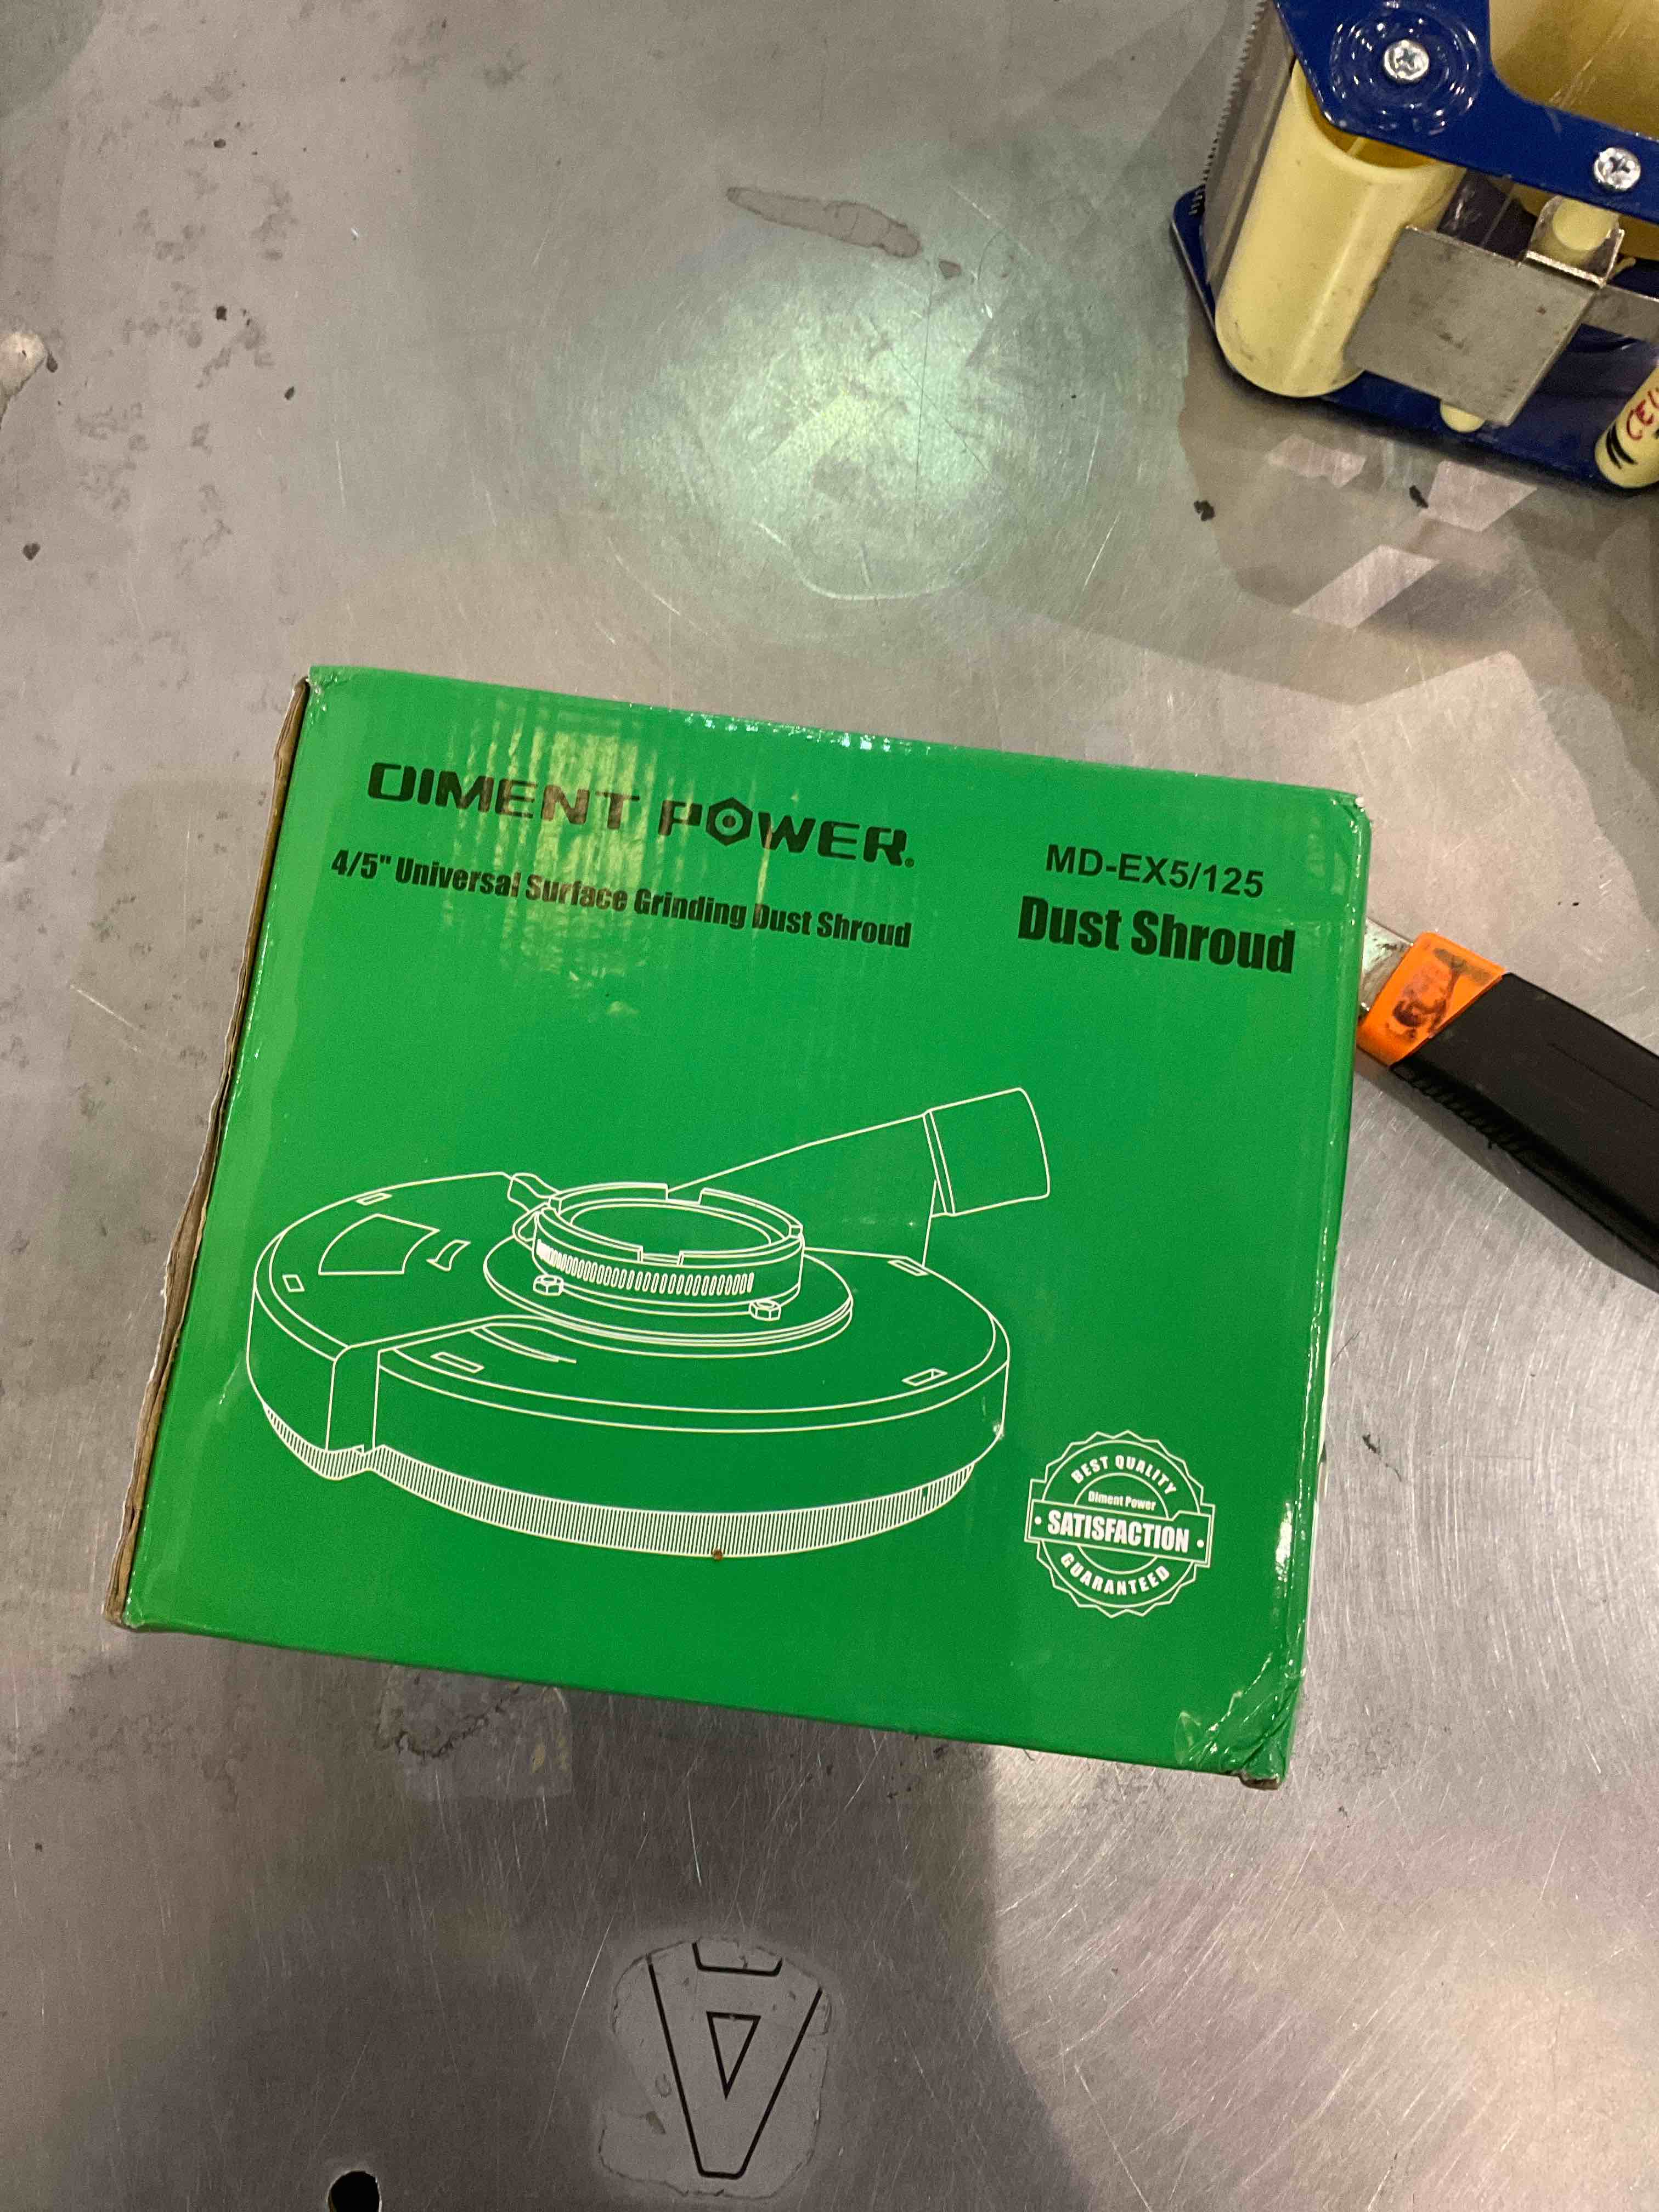 DIMENT POWER®
4/5" Universal Surface Grinding Dust Shroud
MD-EX5/125
Dust Shroud
BEST QUALITY
Diment Power
• SATISFACTION •
GUARANTEED
A